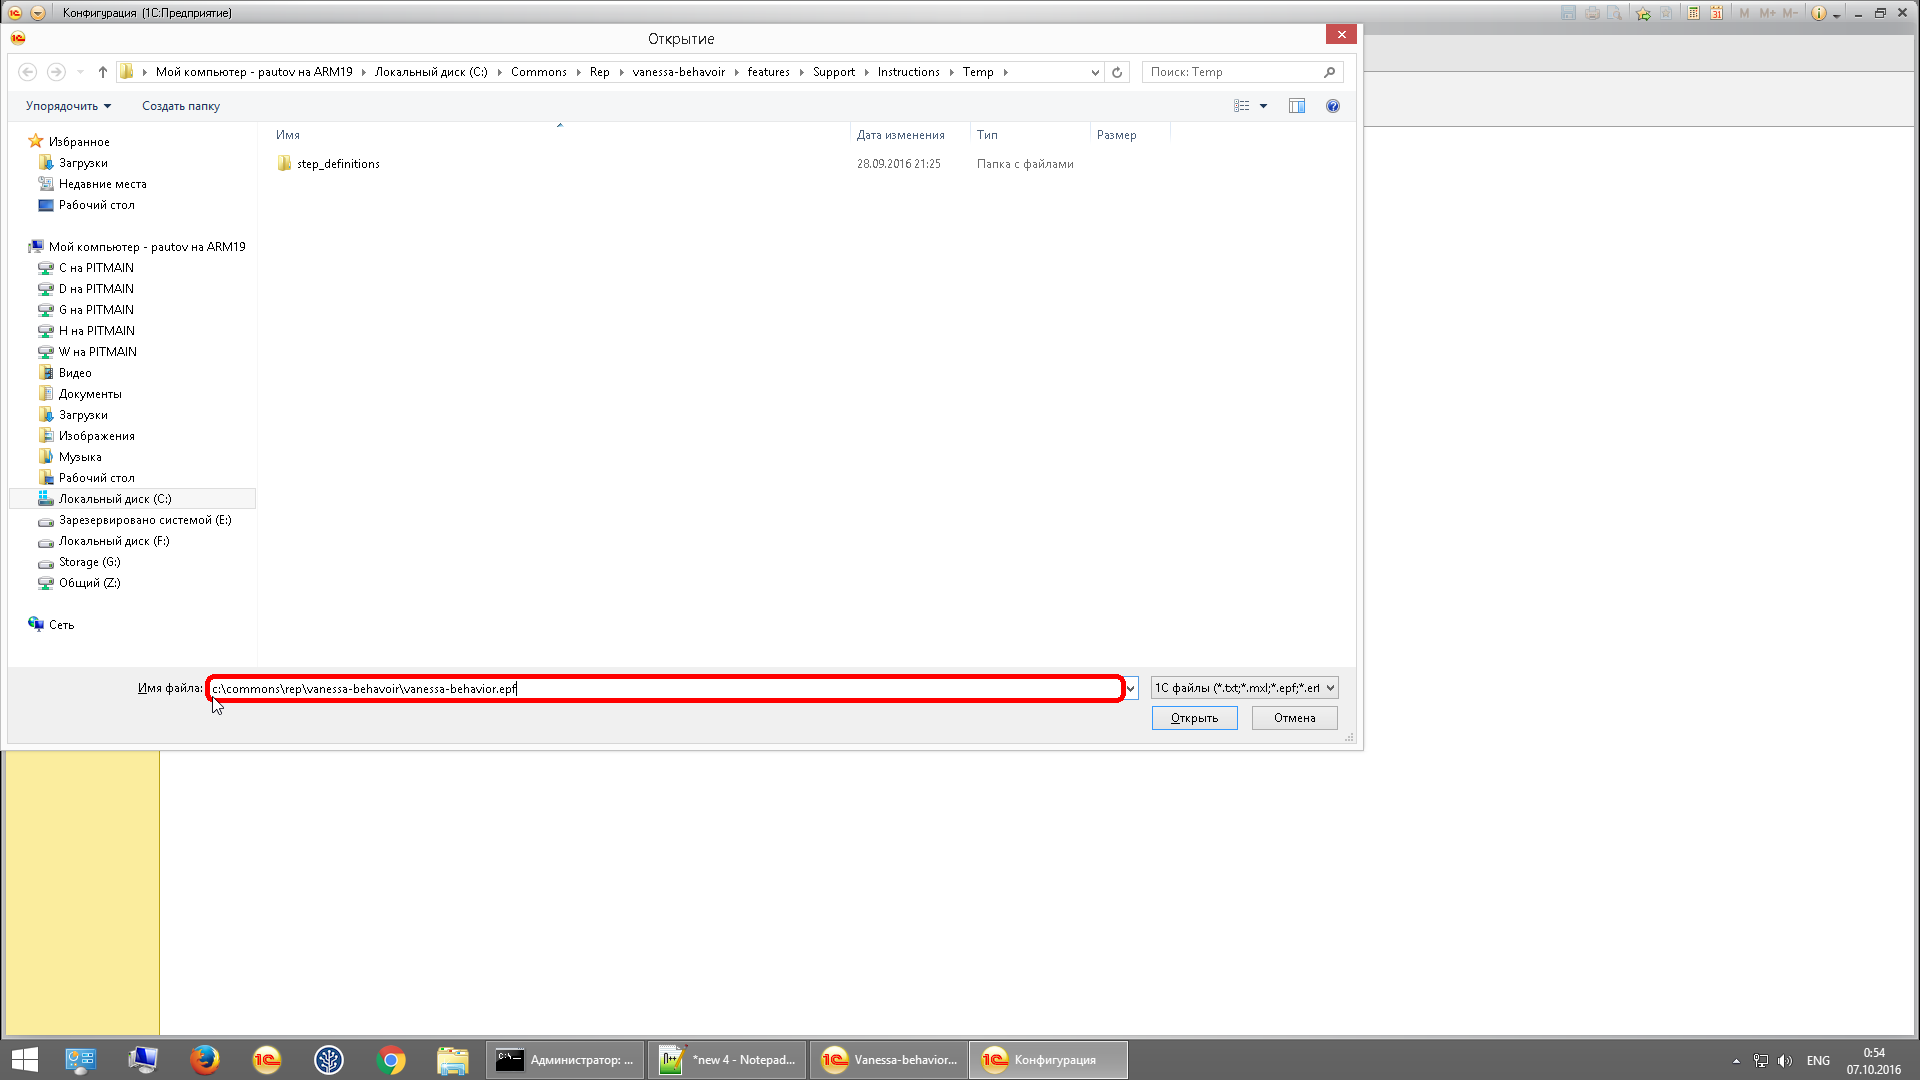 Конфигурация (1С:Предприятие)
M M+ M-
Открытие
Мой компьютер - pautov на ARM19 Локальный диск (C:) Commons Rep vanessa-behavoir features Support Instructions Temp
Поиск: Temp
Упорядочить
Создать папку
Имя
Дата изменения
Тип
Размер
step_definitions
28.09.2016 21:25
Папка с файлами
Избранное
Загрузки
Недавние места
Рабочий стол
Мой компьютер - pautov на ARM19
C на PITMAIN
D на PITMAIN
G на PITMAIN
H на PITMAIN
W на PITMAIN
Видео
Документы
Загрузки
Изображения
Музыка
Рабочий стол
Локальный диск (C:)
Зарезервировано системой (E:)
Локальный диск (F:)
Storage (G:)
Общий (Z:)
Сеть
Имя файла:
c:\commons\rep\vanessa-behavoir\vanessa-behavior.epf
1С файлы (*.txt;*.mxl;*.epf;*.erf
Открыть
Отмена
Администратор: ...
*new 4 - Notepad...
Vanessa-behavior...
Конфигурация
ENG
0:54
07.10.2016